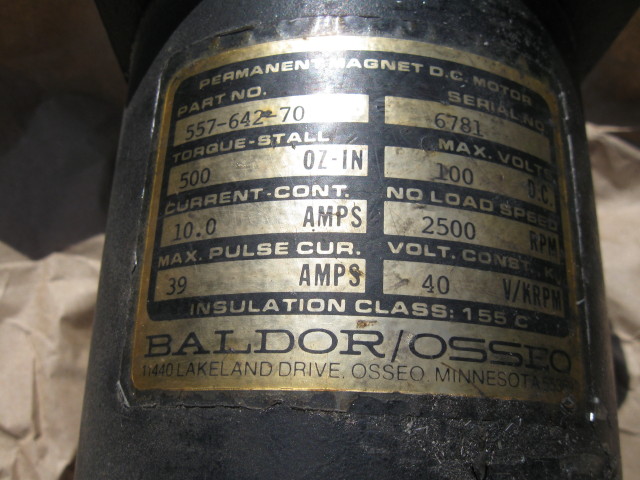 PERMANENT MAGNET D.C. MOTOR
PART NO. SERIAL NO.
557-642-70 6781
TORQUE-STALL MAX. VOLTS
500 OZ-IN 100 D.C.
CURRENT-CONT. NO LOAD SPEED
10.0 AMPS 2500 RPM
MAX. PULSE CUR. VOLT. CONST., K
39 AMPS 40 V/KRPM
INSULATION CLASS: 155 C
BALDOR/OSSEO
11440 LAKELAND DRIVE, OSSEO MINNESOTA